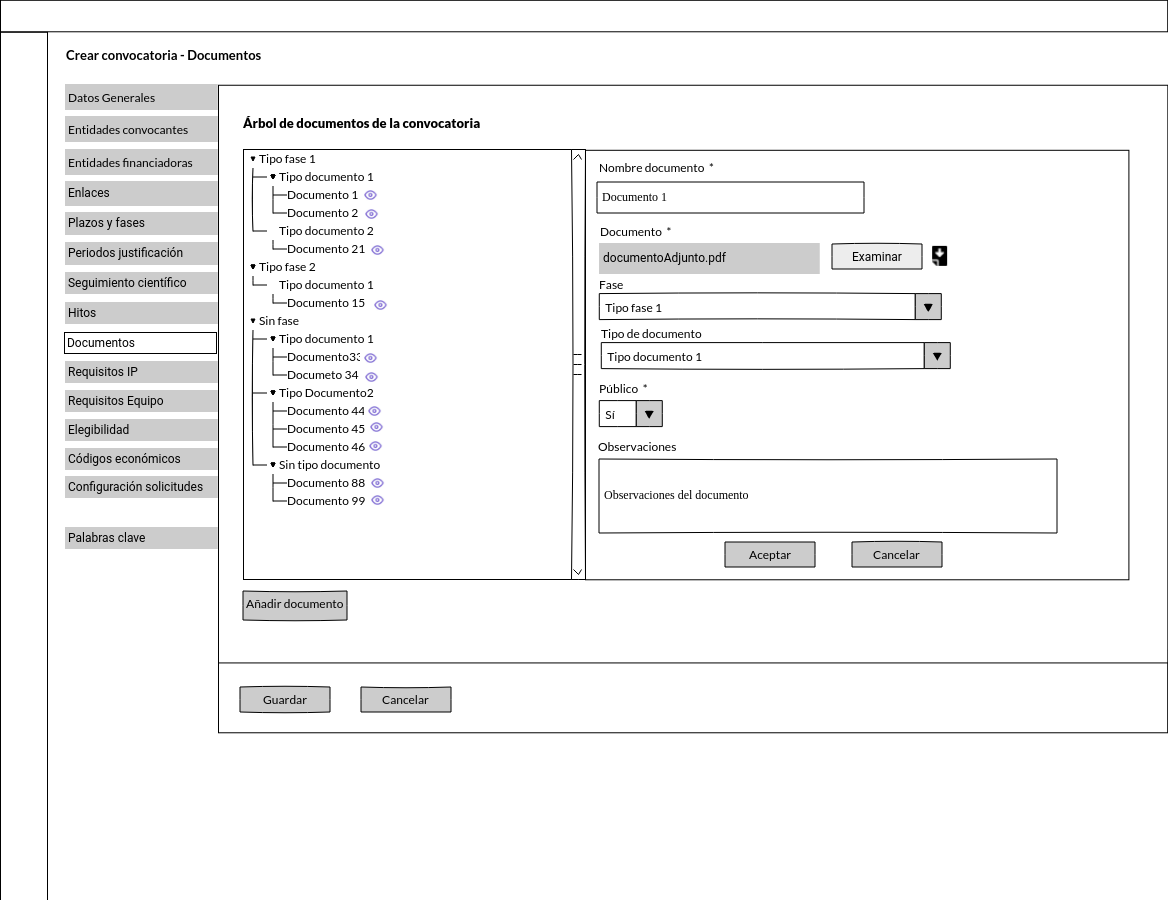 Crear convocatoria - Documentos
Datos Generales
Entidades convocantes
Entidades financiadoras
Enlaces
Plazos y fases
Periodos justificación
Seguimiento científico
Hitos
Documentos
Requisitos IP
Requisitos Equipo
Elegibilidad
Códigos económicos
Configuración solicitudes
Palabras clave
Árbol de documentos de la convocatoria
Tipo fase 1
Tipo documento 1
Documento 1
Documento 2
Tipo documento 2
Documento 21
Tipo fase 2
Tipo documento 1
Documento 15
Sin fase
Tipo documento 1
Documento33
Documeto 34
Tipo Documento2
Documento 44
Documento 45
Documento 46
Sin tipo documento
Documento 88
Documento 99
Nombre documento *
Documento 1
Documento *
documentoAdjunto.pdf Examinar
Fase
Tipo fase 1
Tipo de documento
Tipo documento 1
Público *
Sí
Observaciones
Observaciones del documento
Aceptar Cancelar
Añadir documento
Guardar Cancelar